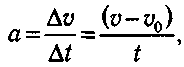 a = Δv/Δt = (v – v₀)/t,